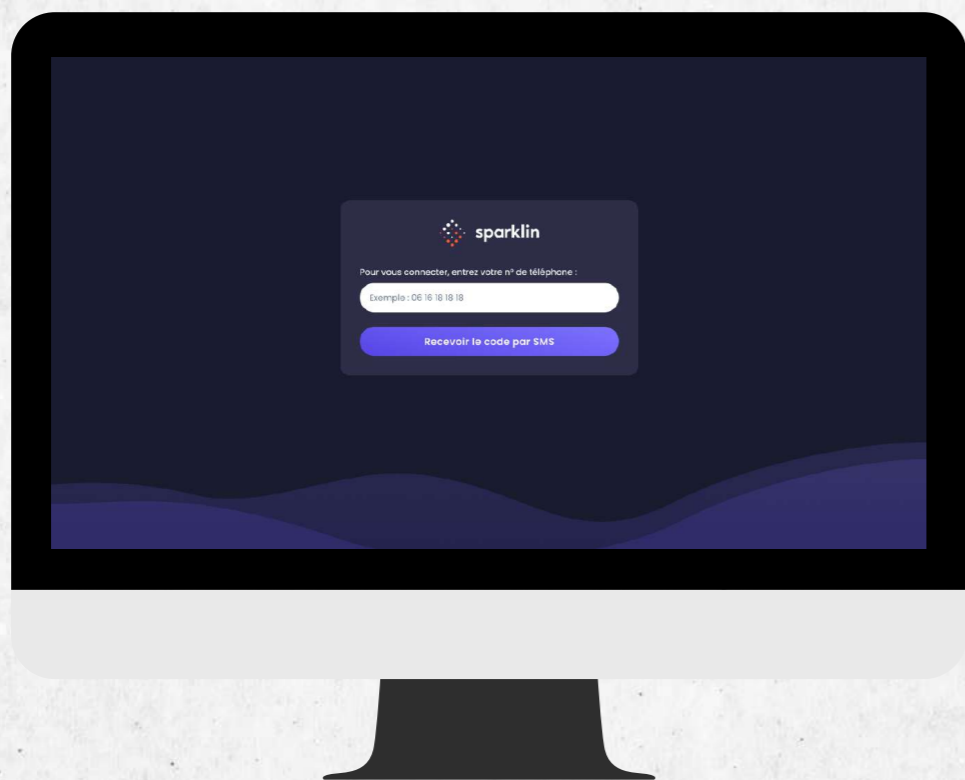 sparklin
Pour vous connecter, entrez votre n° de téléphone :
Exemple : 06 16 18 18 18
Recevoir le code par SMS